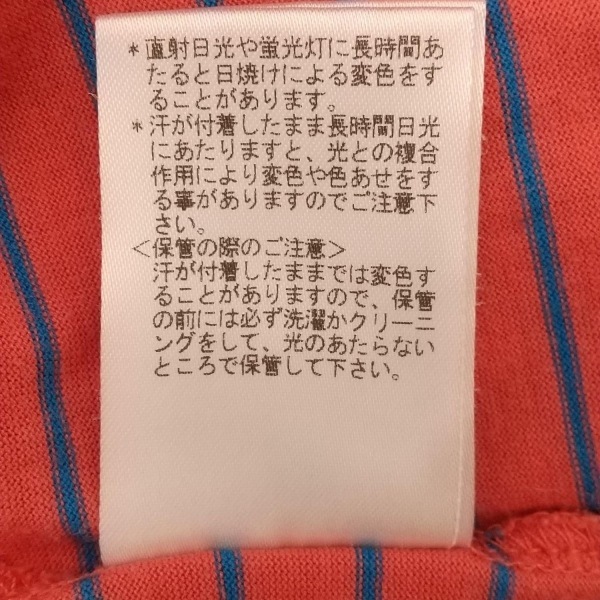 ＊直射日光や蛍光灯に長時間あ
たると日焼けによる変色をす
ることがあります。
＊汗が付着したまま長時間日光
にあたりますと、光との複合
作用により変色や色あせをす
る事がありますのでご注意下
さい。
＜保管の際のご注意＞
汗が付着したままでは変色す
ることがありますので、保管
の前には必ず洗濯かクリーニ
ングをして、光のあたらない
ところで保管して下さい。